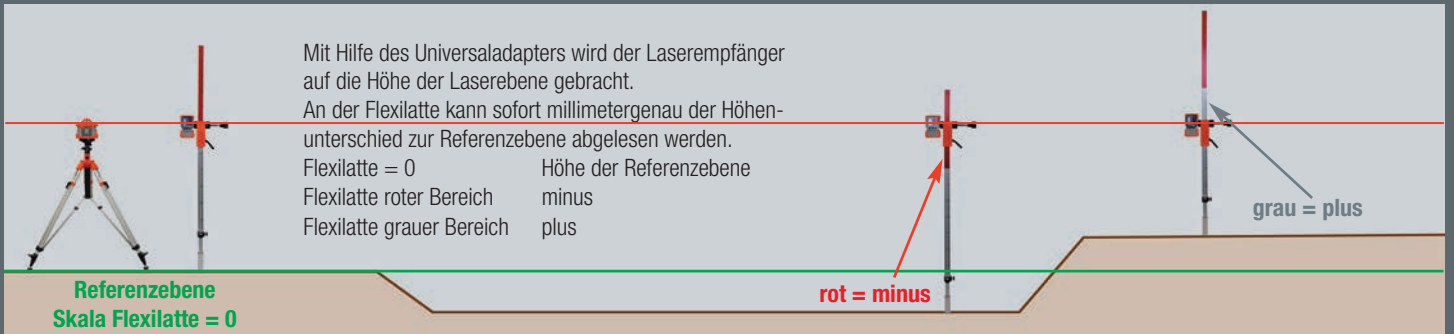 Mit Hilfe des Universaladapters wird der Laserempfänger
auf die Höhe der Laserebene gebracht.
An der Flexilatte kann sofort millimetergenau der Höhen-
unterschied zur Referenzebene abgelesen werden.
Flexilatte = 0 Höhe der Referenzebene
Flexilatte roter Bereich minus
Flexilatte grauer Bereich plus
grau = plus
rot = minus
Referenzebene
Skala Flexilatte = 0